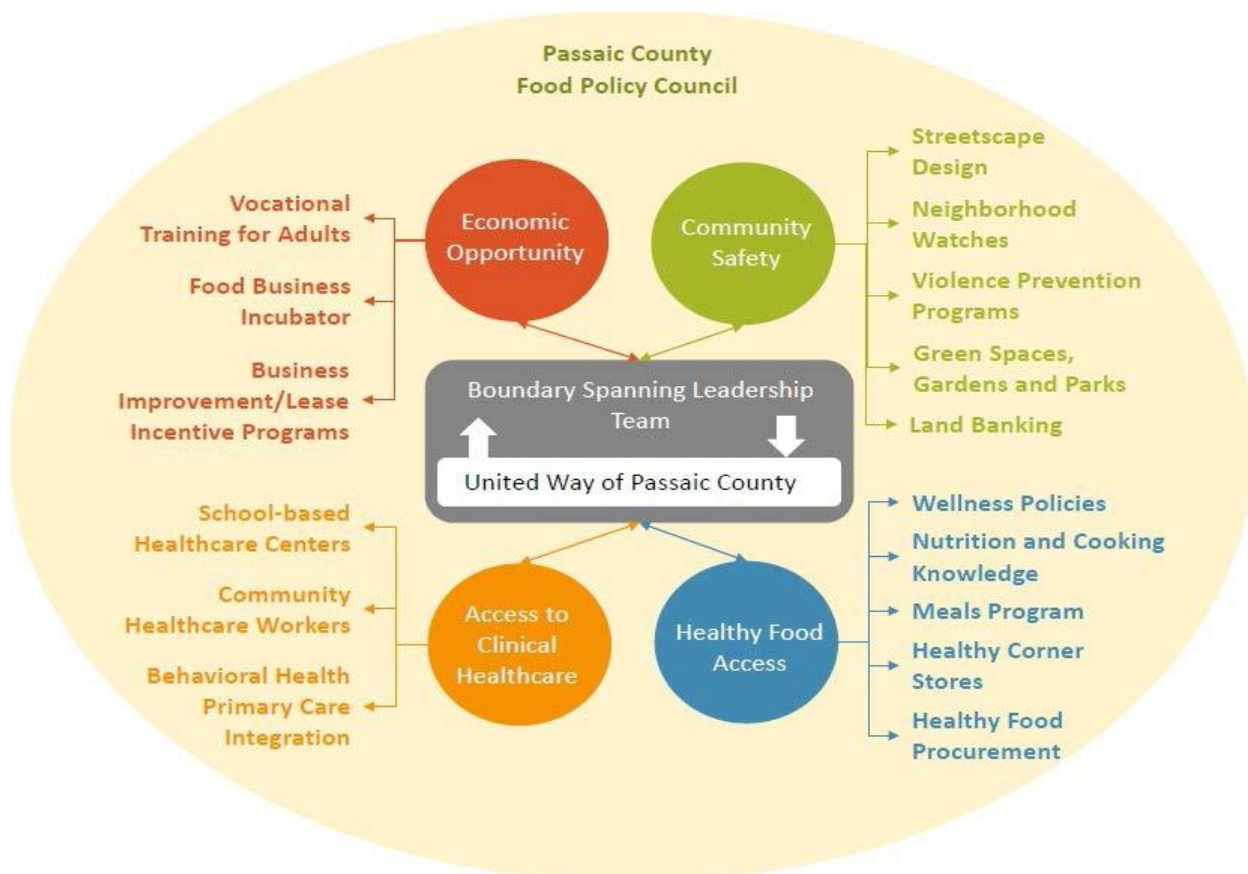 Passaic County
Food Policy Council
Economic
Opportunity
Vocational
Training for Adults
Food Business
Incubator
Business
Improvement/Lease
Incentive Programs
Community
Safety
Streetscape
Design
Neighborhood
Watches
Violence Prevention
Programs
Green Spaces,
Gardens and Parks
Land Banking
Boundary Spanning Leadership
Team
United Way of Passaic County
Access to
Clinical
Healthcare
School-based
Healthcare Centers
Community
Healthcare Workers
Behavioral Health
Primary Care
Integration
Healthy Food
Access
Wellness Policies
Nutrition and Cooking
Knowledge
Meals Program
Healthy Corner
Stores
Healthy Food
Procurement